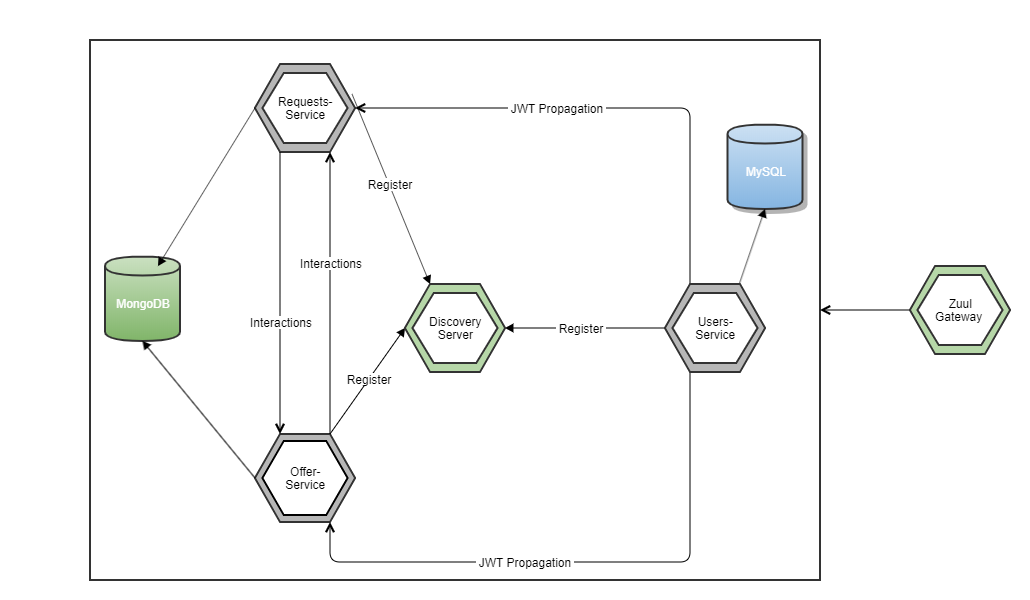 Requests-
Service
JWT Propagation
MySQL
Register
Interactions
MongoDB
Interactions
Discovery
Server
Register
Users-
Service
Zuul
Gateway
Register
Offer-
Service
JWT Propagation